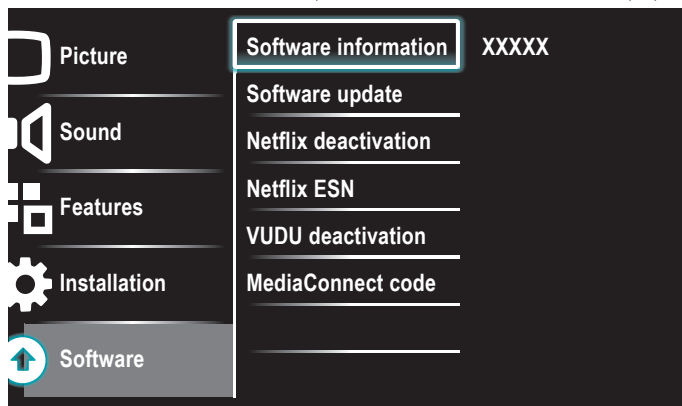 Picture
Sound
Features
Installation
Software
Software information
Software update
Netflix deactivation
Netflix ESN
VUDU deactivation
MediaConnect code
XXXXX